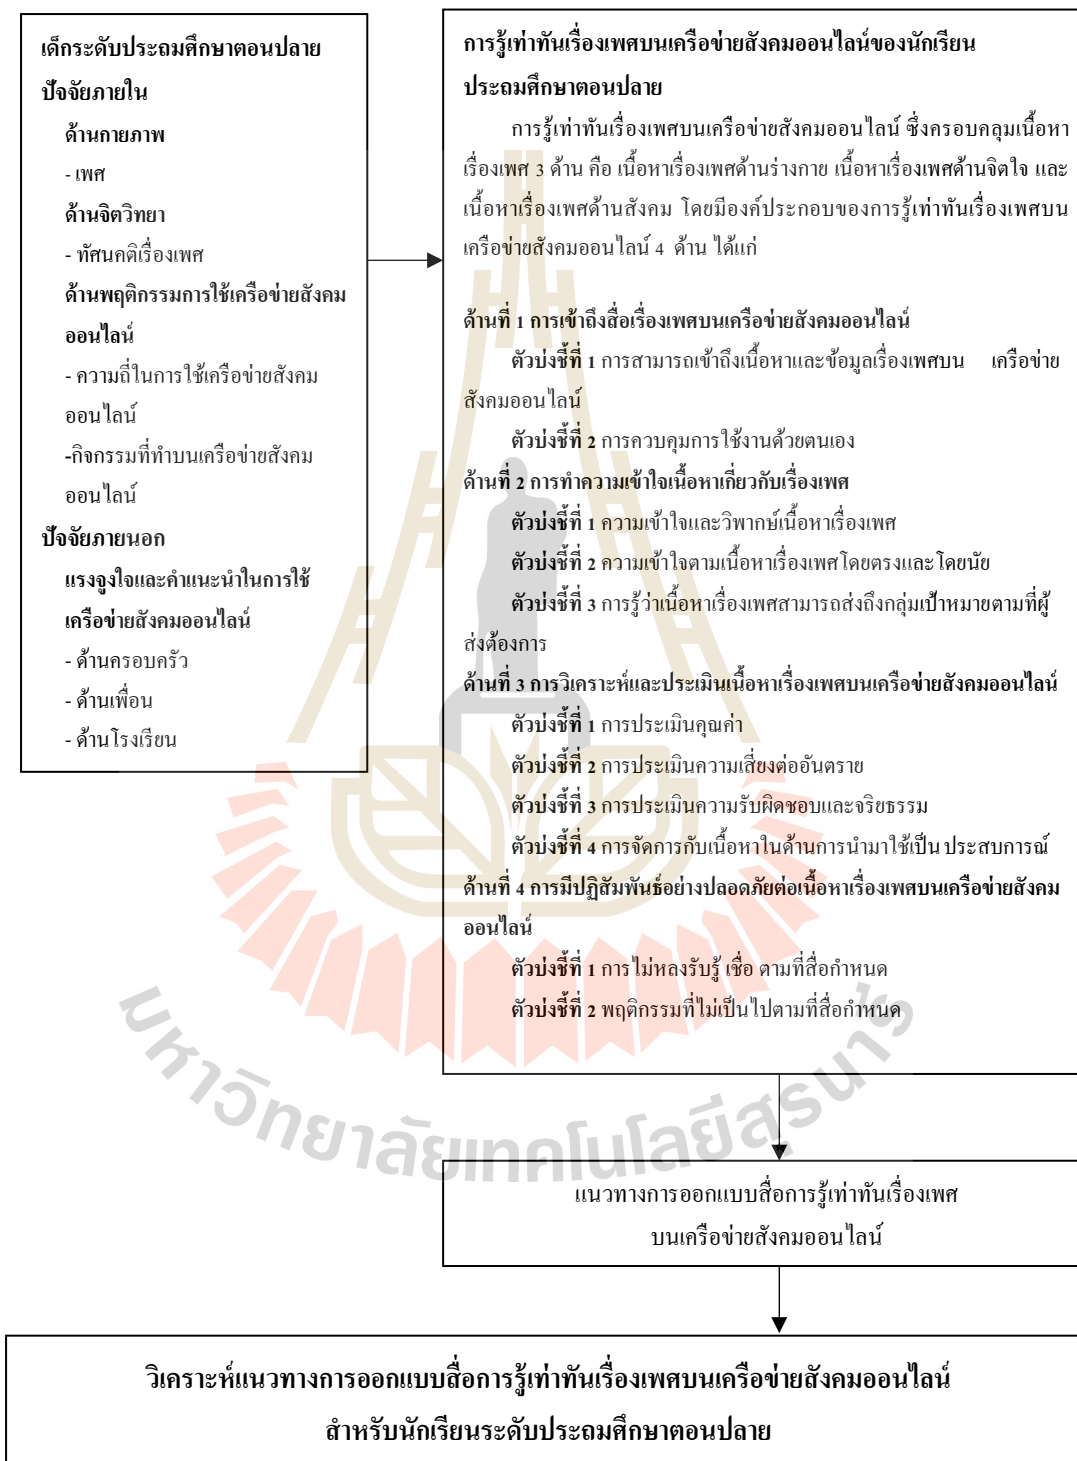 เด็กระดับประถมศึกษาตอนปลาย
ปัจจัยภายใน
ด้านกายภาพ
- เพศ
ด้านจิตวิทยา
- ทัศนคติเรื่องเพศ
ด้านพฤติกรรมการใช้เครือข่ายสังคม
ออนไลน์
- ความถี่ในการใช้เครือข่ายสังคม
ออนไลน์
-กิจกรรมที่ทำบนเครือข่ายสังคม
ออนไลน์
ปัจจัยภายนอก
แรงจูงใจและคำแนะนำในการใช้
เครือข่ายสังคมออนไลน์
- ด้านครอบครัว
- ด้านเพื่อน
- ด้านโรงเรียน
การรู้เท่าทันเรื่องเพศบนเครือข่ายสังคมออนไลน์ของนักเรียน
ประถมศึกษาตอนปลาย
การรู้เท่าทันเรื่องเพศบนเครือข่ายสังคมออนไลน์ ซึ่งครอบคลุมเนื้อหา
เรื่องเพศ 3 ด้าน คือ เนื้อหาเรื่องเพศด้านร่างกาย เนื้อหาเรื่องเพศด้านจิตใจ และ
เนื้อหาเรื่องเพศด้านสังคม โดยมีองค์ประกอบของการรู้เท่าทันเรื่องเพศบน
เครือข่ายสังคมออนไลน์ 4 ด้าน ได้แก่
ด้านที่ 1 การเข้าถึงสื่อเรื่องเพศบนเครือข่ายสังคมออนไลน์
ตัวบ่งชี้ที่ 1 การสามารถเข้าถึงเนื้อหาและข้อมูลเรื่องเพศบน เครือข่าย
สังคมออนไลน์
ตัวบ่งชี้ที่ 2 การควบคุมการใช้งานด้วยตนเอง
ด้านที่ 2 การทำความเข้าใจเนื้อหาเกี่ยวกับเรื่องเพศ
ตัวบ่งชี้ที่ 1 ความเข้าใจและวิพากษ์เนื้อหาเรื่องเพศ
ตัวบ่งชี้ที่ 2 ความเข้าใจตามเนื้อหาเรื่องเพศโดยตรงและโดยนัย
ตัวบ่งชี้ที่ 3 การรู้ว่าเนื้อหาเรื่องเพศสามารถส่งถึงกลุ่มเป้าหมายตามที่ผู้
ส่งต้องการ
ด้านที่ 3 การวิเคราะห์และประเมินเนื้อหาเรื่องเพศบนเครือข่ายสังคมออนไลน์
ตัวบ่งชี้ที่ 1 การประเมินคุณค่า
ตัวบ่งชี้ที่ 2 การประเมินความเสี่ยงต่ออันตราย
ตัวบ่งชี้ที่ 3 การประเมินความรับผิดชอบและจริยธรรม
ตัวบ่งชี้ที่ 4 การจัดการกับเนื้อหาในด้านการนำมาใช้เป็น ประสบการณ์
ด้านที่ 4 การมีปฏิสัมพันธ์อย่างปลอดภัยต่อเนื้อหาเรื่องเพศบนเครือข่ายสังคม
ออนไลน์
ตัวบ่งชี้ที่ 1 การไม่หลงรับรู้ เชื่อ ตามที่สื่อกำหนด
ตัวบ่งชี้ที่ 2 พฤติกรรมที่ไม่เป็นไปตามที่สื่อกำหนด
มหาวิทยาลัยเทคโนโลยีสุรนารี
แนวทางการออกแบบสื่อการรู้เท่าทันเรื่องเพศ
บนเครือข่ายสังคมออนไลน์
วิเคราะห์แนวทางการออกแบบสื่อการรู้เท่าทันเรื่องเพศบนเครือข่ายสังคมออนไลน์
สำหรับนักเรียนระดับประถมศึกษาตอนปลาย